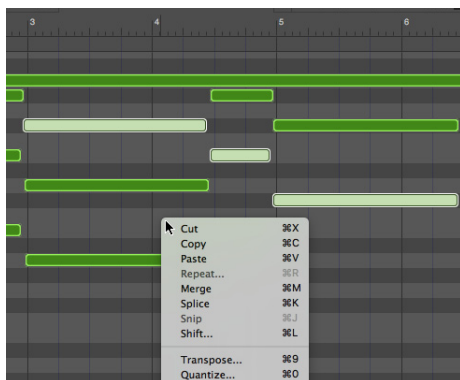 3 4 5 6
Cut ⌘X
Copy ⌘C
Paste ⌘V
Repeat... ⌘R
Merge ⌘M
Splice ⌘K
Snip ⌘J
Shift... ⌘L
Transpose... ⌘9
Quantize... ⌘0